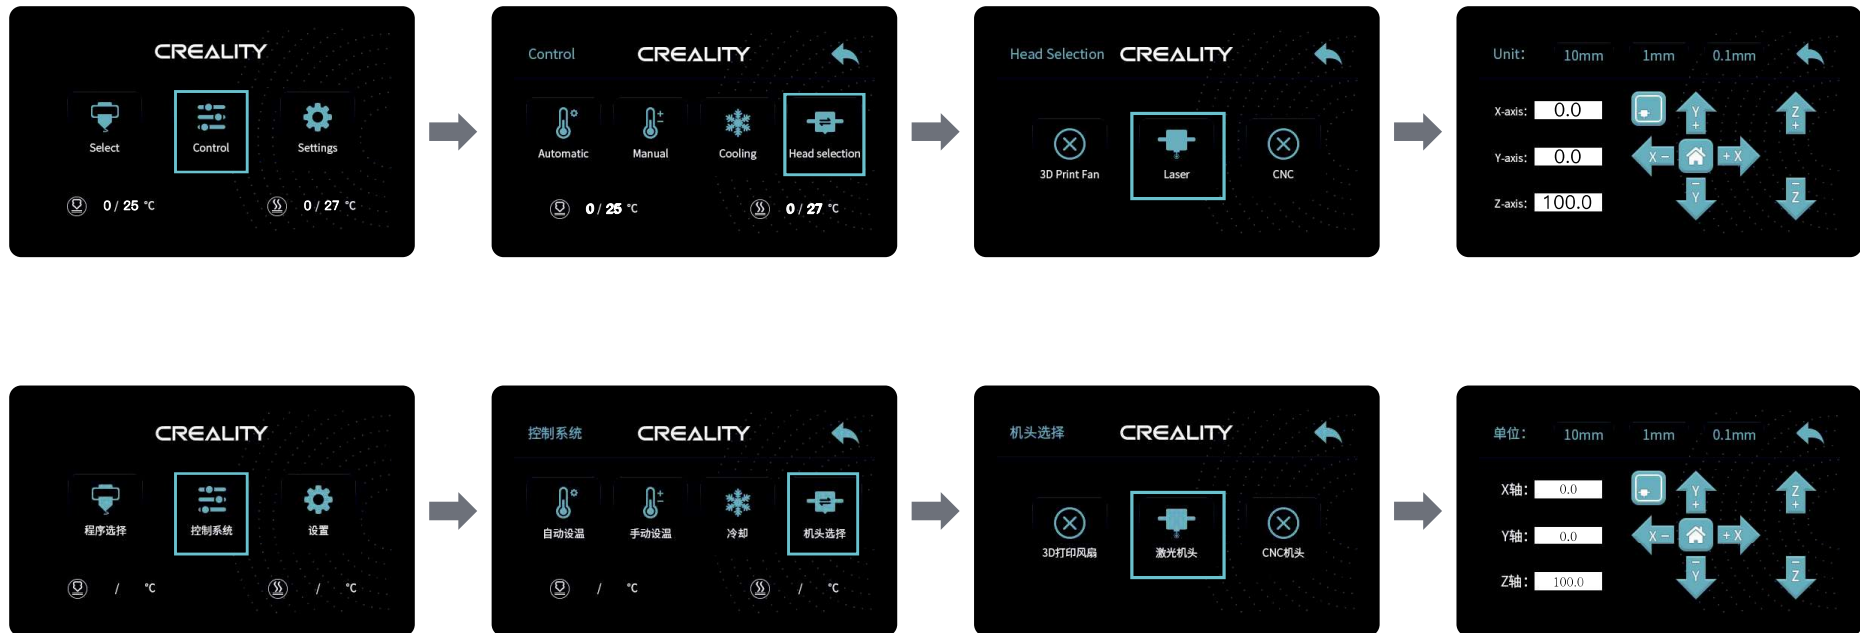 CREALITY
Select Control Settings
0 / 25 °C 0 / 27 °C
Control CREALITY
Automatic Manual Cooling Head selection
0 / 25 °C 0 / 27 °C
Head Selection CREALITY
3D Print Fan Laser CNC
Unit: 10mm 1mm 0.1mm
X-axis: 0.0
Y-axis: 0.0
Z-axis: 100.0
Y +
Z +
X - + X
- Y
- Z
CREALITY
程序选择 控制系统 设置
/ °C / °C
控制系统 CREALITY
自动设温 手动设温 冷却 机头选择
/ °C / °C
机头选择 CREALITY
3D打印风扇 激光机头 CNC机头
单位: 10mm 1mm 0.1mm
X轴: 0.0
Y轴: 0.0
Z轴: 100.0
Y +
Z +
X - + X
- Y
- Z